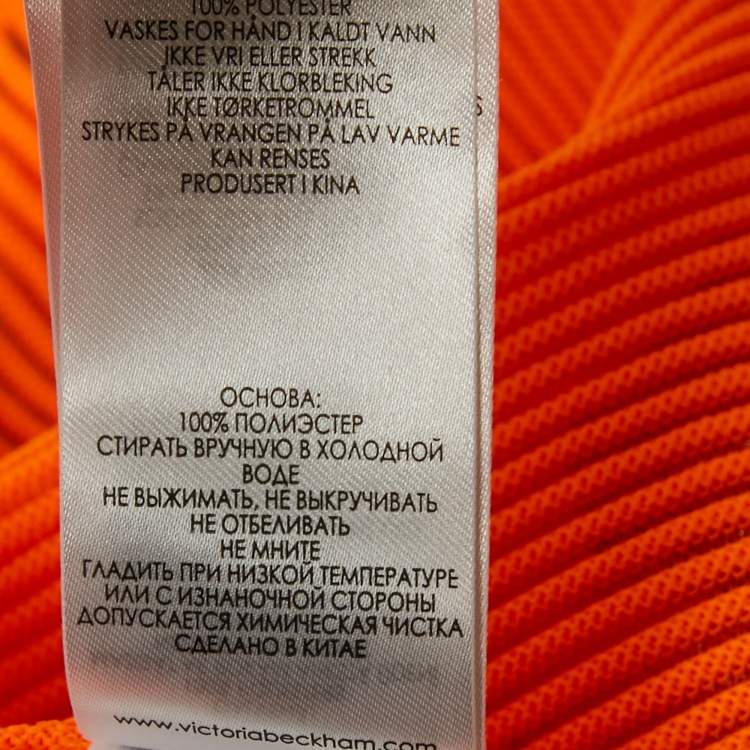 100% POLYESTER
VASKES FOR HÅND I KALDT VANN
IKKE VRI ELLER STREKK
TÅLER IKKE KLORBLEKING
IKKE TØRKETROMMEL
STRYKES PÅ VRANGEN PÅ LAV VARME
KAN RENSES
PRODUSERT I KINA
ОСНОВА:
100% ПОЛИЭСТЕР
СТИРАТЬ ВРУЧНУЮ В ХОЛОДНОЙ
ВОДЕ
НЕ ВЫЖИМАТЬ, НЕ ВЫКРУЧИВАТЬ
НЕ ОТБЕЛИВАТЬ
НЕ МНИТЕ
ГЛАДИТЬ ПРИ НИЗКОЙ ТЕМПЕРАТУРЕ
ИЛИ С ИЗНАНОЧНОЙ СТОРОНЫ
ДОПУСКАЕТСЯ ХИМИЧЕСКАЯ ЧИСТКА
СДЕЛАНО В КИТАЕ
www.victoriabeckham.com